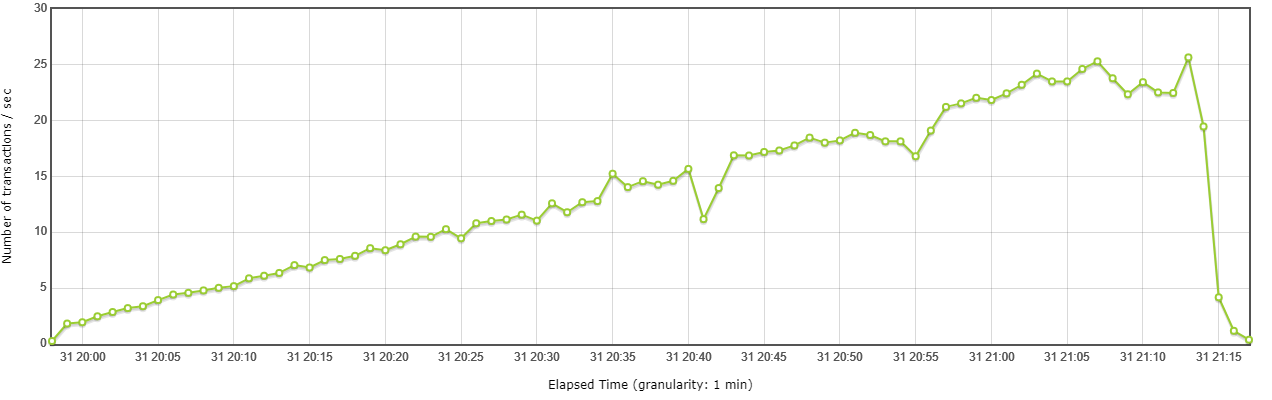 30
25
20
15
10
5
0
Number of transactions / sec
31 20:00 31 20:05 31 20:10 31 20:15 31 20:20 31 20:25 31 20:30 31 20:35 31 20:40 31 20:45 31 20:50 31 20:55 31 21:00 31 21:05 31 21:10 31 21:15
Elapsed Time (granularity: 1 min)